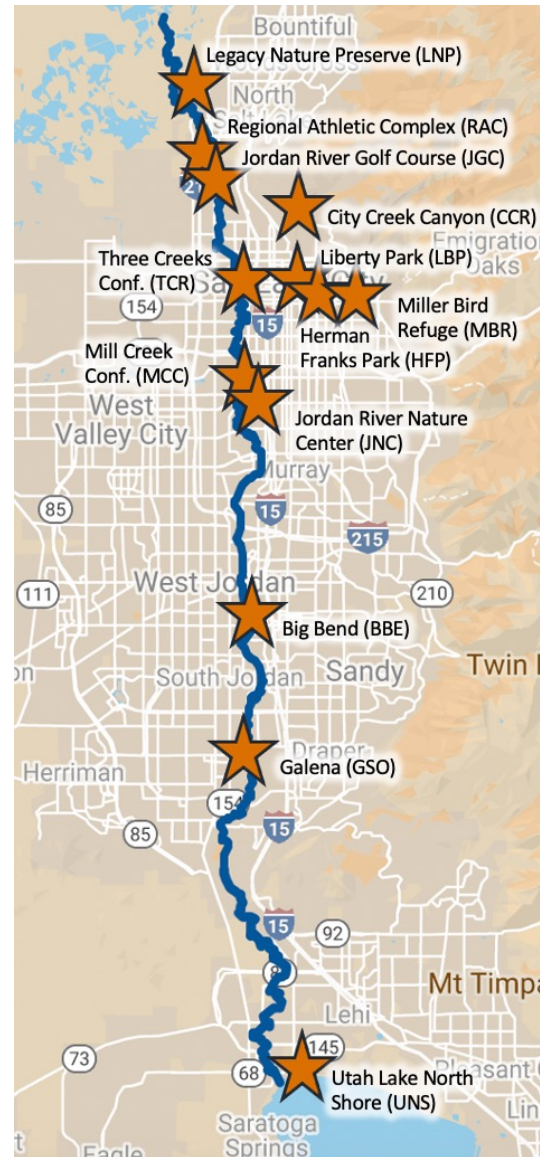 Bountiful
Legacy Nature Preserve (LNP)
North
Regional Athletic Complex (RAC)
Jordan River Golf Course (JGC)
City Creek Canyon (CCR)
Emigration
Oaks
Three Creeks
Conf. (TCR)
Liberty Park (LBP)
154
15
Miller Bird
Refuge (MBR)
Herman
Franks Park (HFP)
Mill Creek
Conf. (MCC)
West
Valley City
Jordan River Nature
Center (JNC)
Murray
85
15
215
111
West Jordan
210
Big Bend (BBE)
South Jordan
Sandy
Twin
Draper
Galena (GSO)
Herriman
154
85
15
15
92
Mt Timpa
Lehi
73
145
68
Pleasant
Utah Lake North
Shore (UNS)
Lin
Saratoga
Springs
Eagle